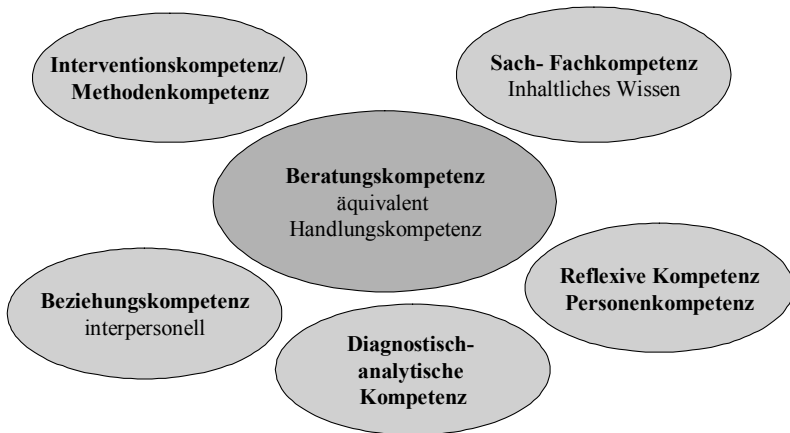 Interventionskompetenz/
Methodenkompetenz
Sach- Fachkompetenz
Inhaltliches Wissen
Beratungskompetenz
äquivalent
Handlungskompetenz
Reflexive Kompetenz
Personenkompetenz
Beziehungskompetenz
interpersonell
Diagnostisch-
analytische
Kompetenz